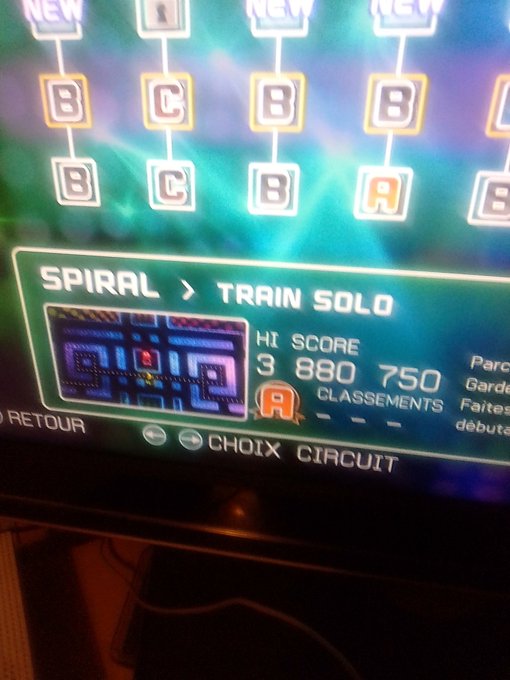 NEW NEW NEW
B C B B
B C B A B
SPIRAL > TRAIN SOLO
HI SCORE
3 880 750
A CLASSEMENTS
- - -
Parc
Garde
Faites
débuta
RETOUR
CHOIX CIRCUIT